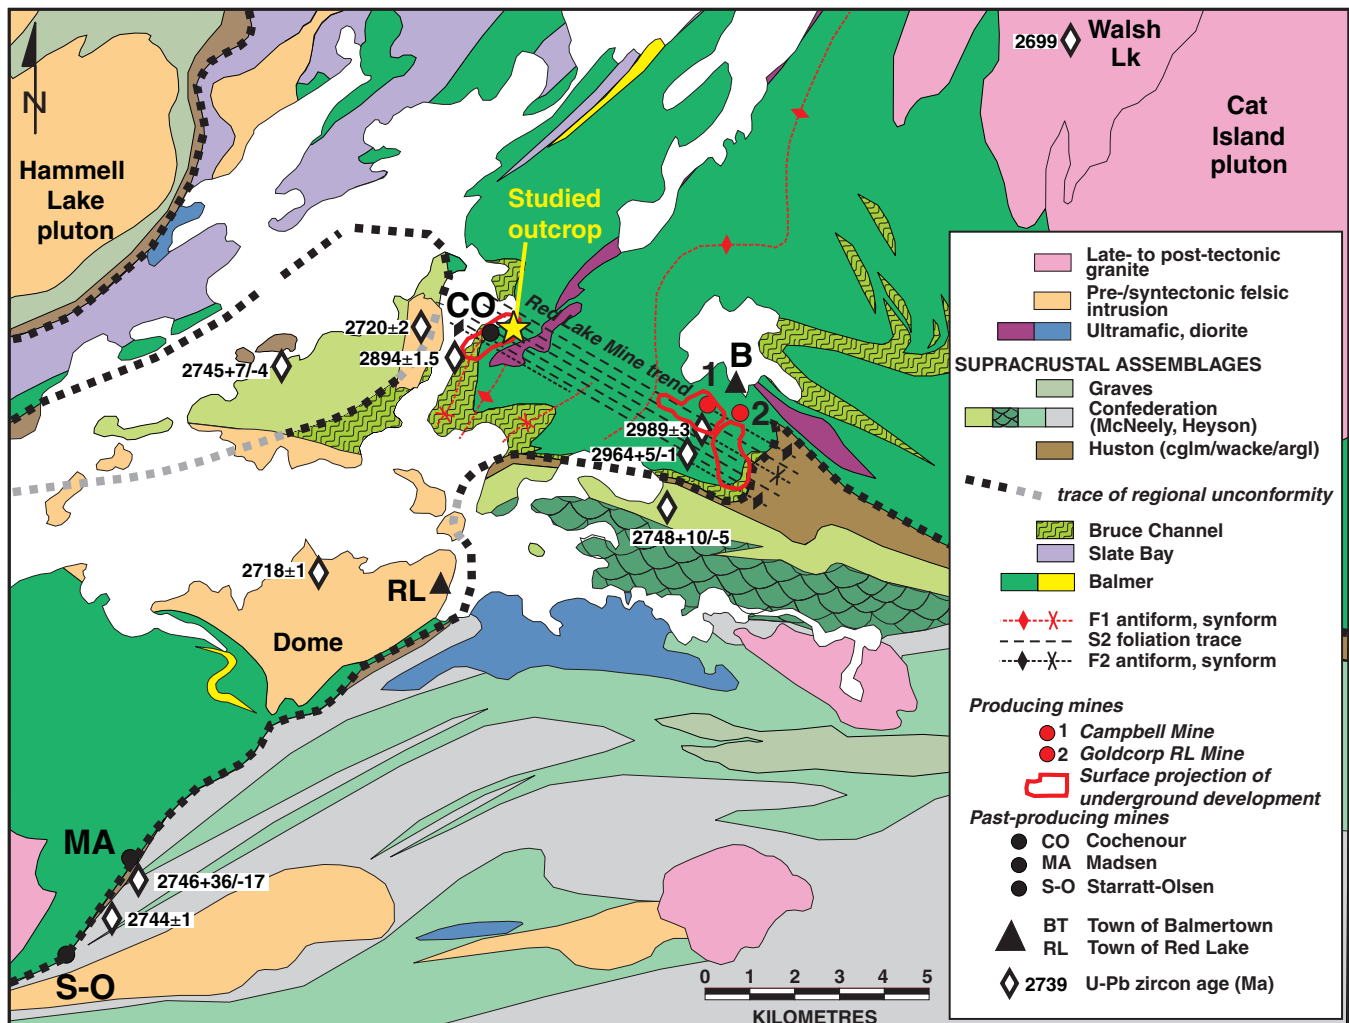 2699
Walsh
Lk
Cat
Island
pluton
N
Hammell
Lake
pluton
Studied
outcrop
CO
Red Lake Mine trend
2720±2
2894±1.5
2745+7/-4
B
1
2
2989±3
2964+5/-1
2748+10/-5
2718±1
RL
Dome
MA
2746+36/-17
2744±1
S-O
0 1 2 3 4 5
KILOMETRES
Late- to post-tectonic
granite
Pre-/syntectonic felsic
intrusion
Ultramafic, diorite
SUPRACRUSTAL ASSEMBLAGES
Graves
Confederation
(McNeely, Heyson)
Huston (cglm/wacke/argl)
trace of regional unconformity
Bruce Channel
Slate Bay
Balmer
F1 antiform, synform
S2 foliation trace
F2 antiform, synform
Producing mines
1 Campbell Mine
2 Goldcorp RL Mine
Surface projection of
underground development
Past-producing mines
CO Cochenour
MA Madsen
S-O Starratt-Olsen
BT Town of Balmertown
RL Town of Red Lake
2739 U-Pb zircon age (Ma)